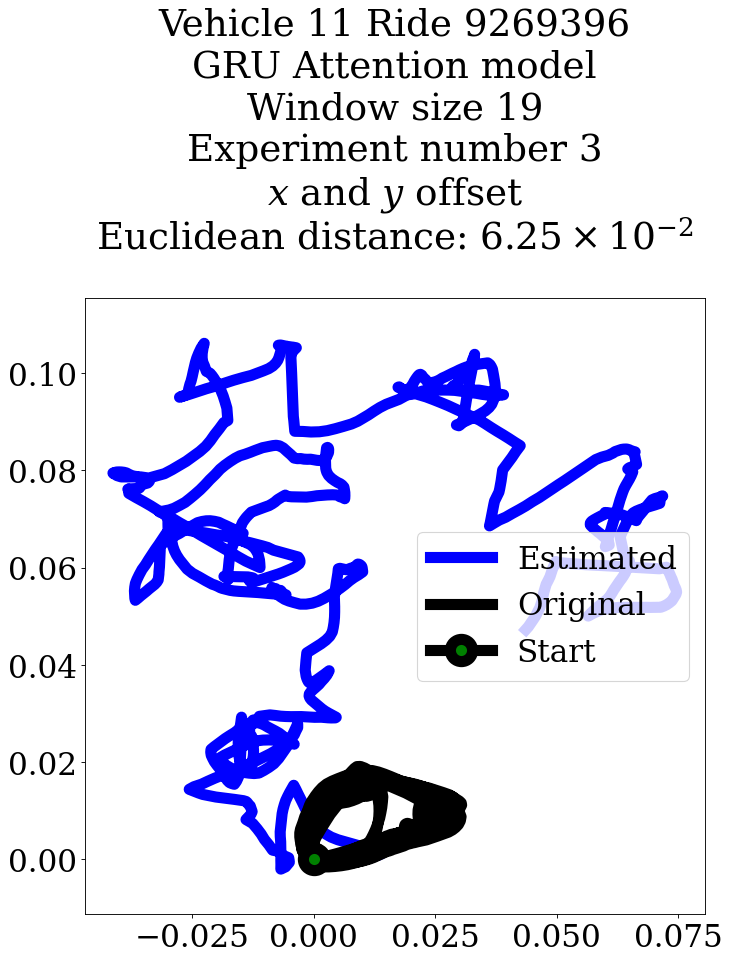 Vehicle 11 Ride 9269396
GRU Attention model
Window size 19
Experiment number 3
x and y offset
Euclidean distance: 6.25 × 10⁻²
0.10
0.08
0.06
0.04
0.02
0.00
Estimated
Original
Start
−0.025 0.000 0.025 0.050 0.075